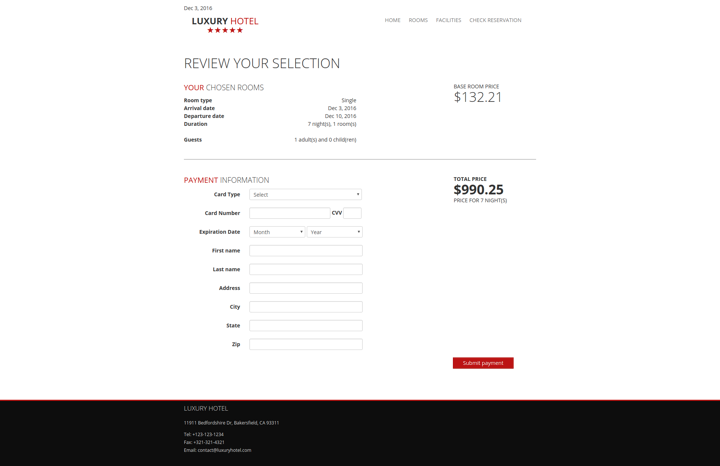 Dec 3, 2016
LUXURY HOTEL
HOME ROOMS FACILITIES CHECK RESERVATION
REVIEW YOUR SELECTION
YOUR CHOSEN ROOMS
BASE ROOM PRICE
$132.21
Room type Single
Arrival date Dec 3, 2016
Departure date Dec 10, 2016
Duration 7 night(s), 1 room(s)
Guests 1 adult(s) and 0 child(ren)
PAYMENT INFORMATION
TOTAL PRICE
$990.25
PRICE FOR 7 NIGHT(S)
Card Type Select
Card Number CVV
Expiration Date Month Year
First name
Last name
Address
City
State
Zip
Submit payment
LUXURY HOTEL
11911 Bedfordshire Dr, Bakersfield, CA 93311
Tel: +123-123-1234
Fax: +321-321-4321
Email: contact@luxuryhotel.com